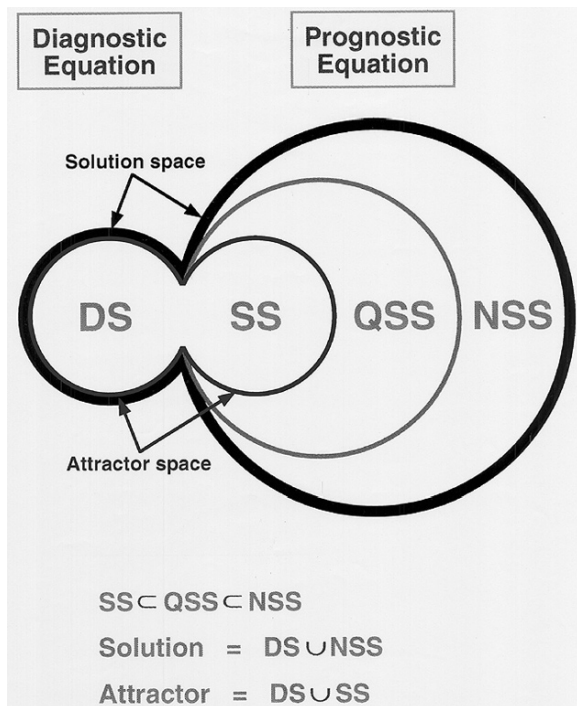 Diagnostic
Equation
Prognostic
Equation
Solution space
DS
SS
QSS
NSS
Attractor space
SS ⊂ QSS ⊂ NSS
Solution = DS ∪ NSS
Attractor = DS ∪ SS